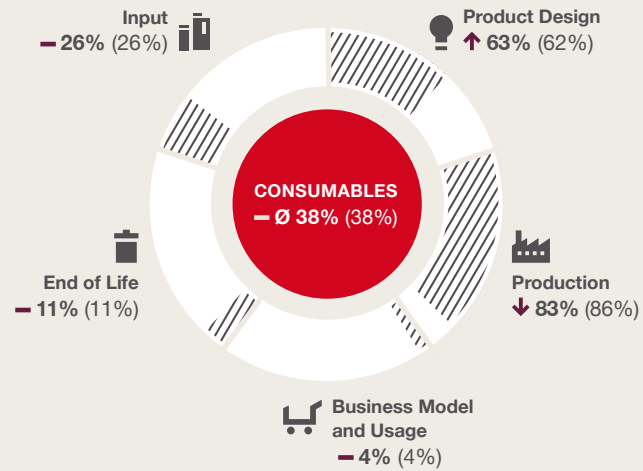 Input
– 26% (26%)
Product Design
↑ 63% (62%)
CONSUMABLES
– Ø 38% (38%)
End of Life
– 11% (11%)
Production
↓ 83% (86%)
Business Model
and Usage
– 4% (4%)